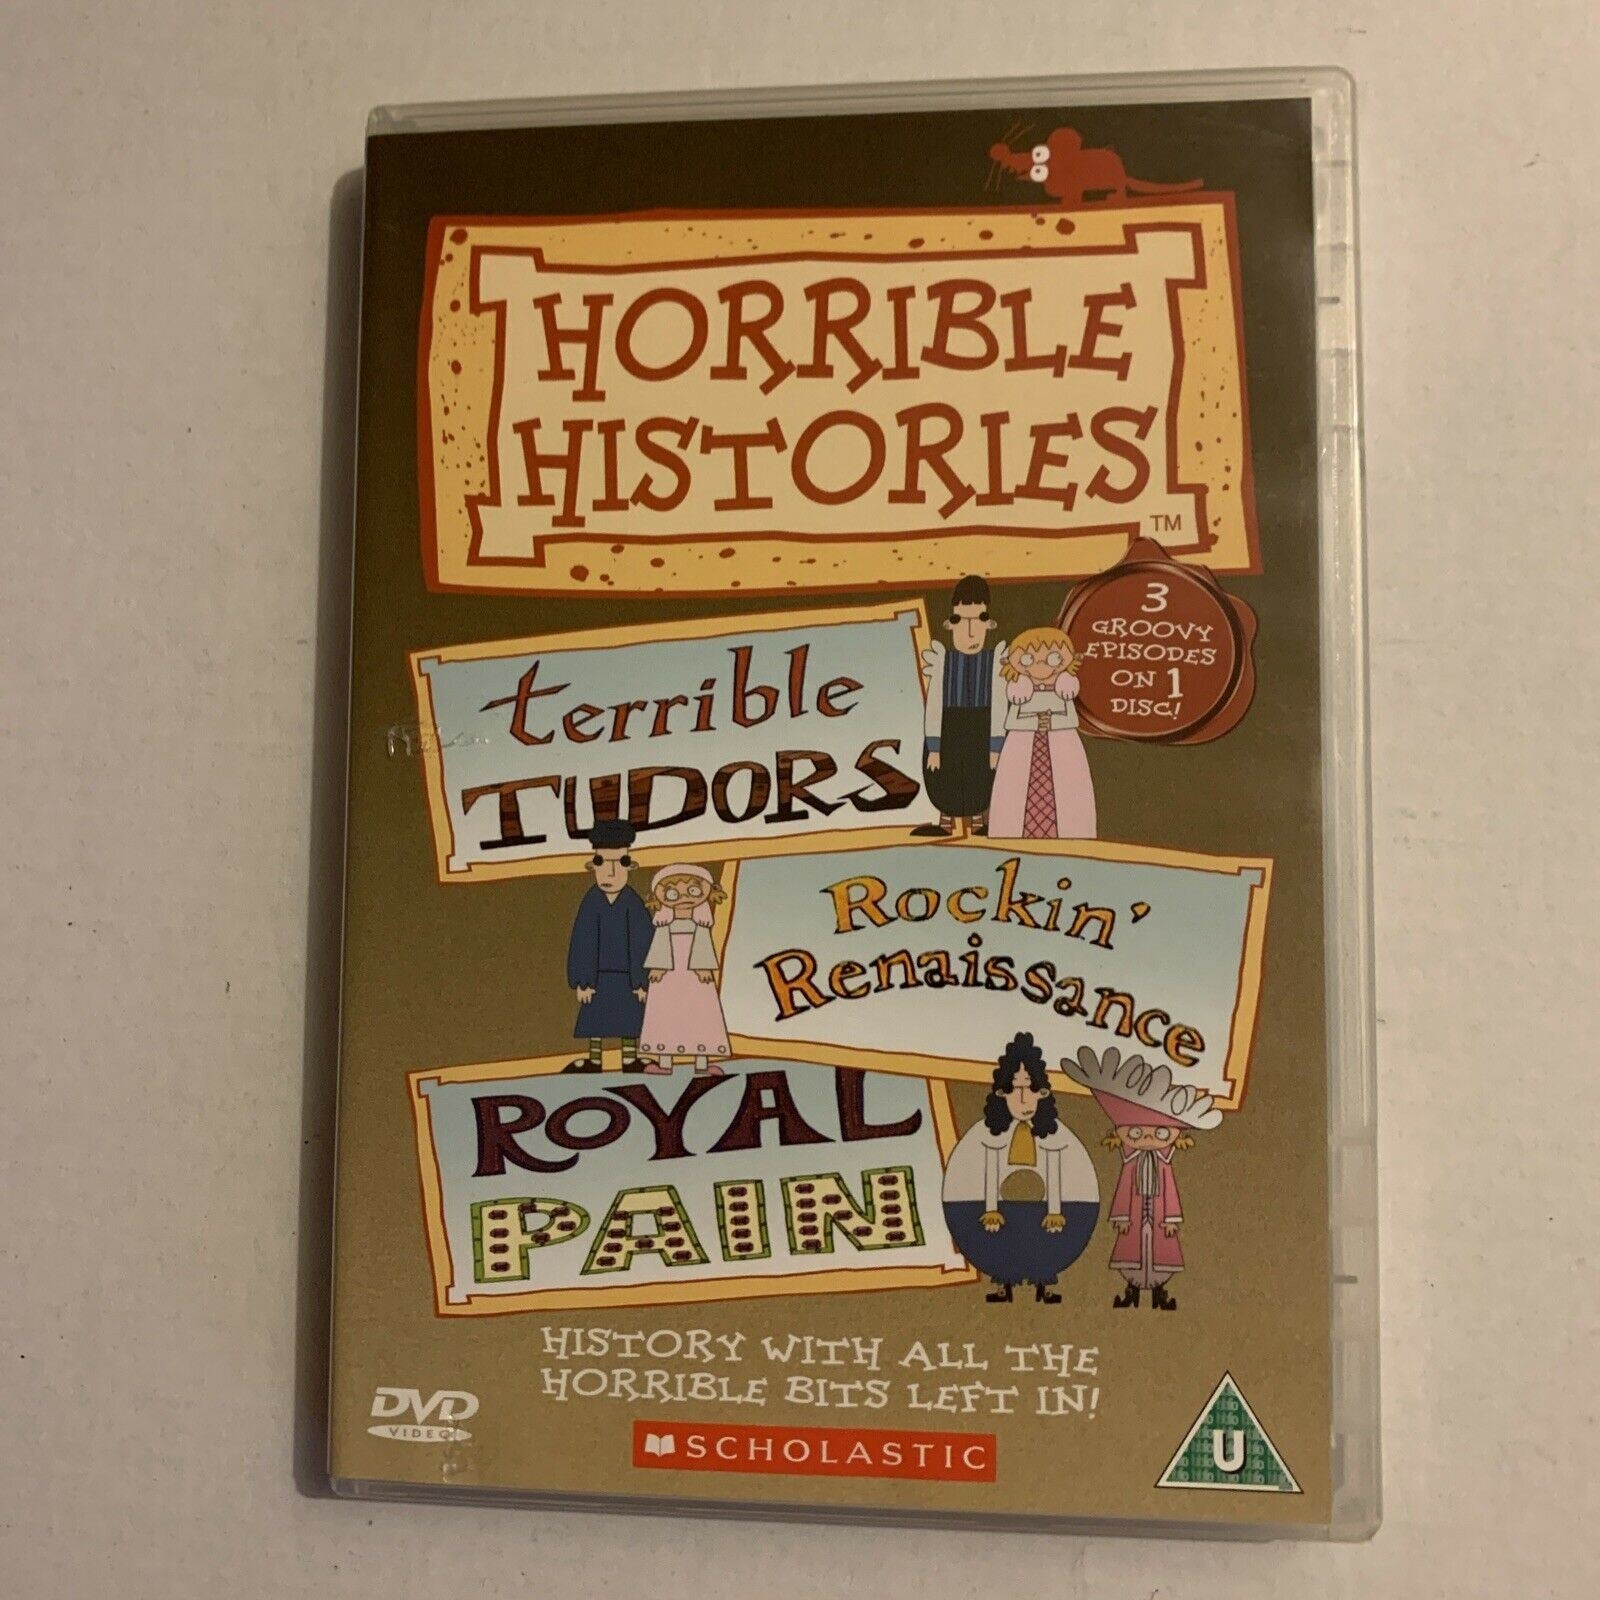 HORRIBLE
HISTORIES
TM
3
GROOVY
EPISODES
ON 1
DISC!
terrible
TUDORS
Rockin'
Renaissance
ROYAL
PAIN
HISTORY WITH ALL THE
HORRIBLE BITS LEFT IN!
DVD
VIDEO
SCHOLASTIC
U